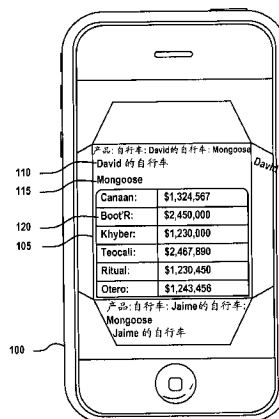 产品: 自行车: David的自行车: Mongoose
110
David 的自行车
David
115
Mongoose
Canaan: $1,324,567
120
Boot'R: $2,450,000
105
Khyber: $1,230,000
Teocali: $2,467,890
Ritual: $1,230,450
Otero: $1,243,456
产品: 自行车: Jaime的自行车:
Mongoose
Jaime 的自行车
100